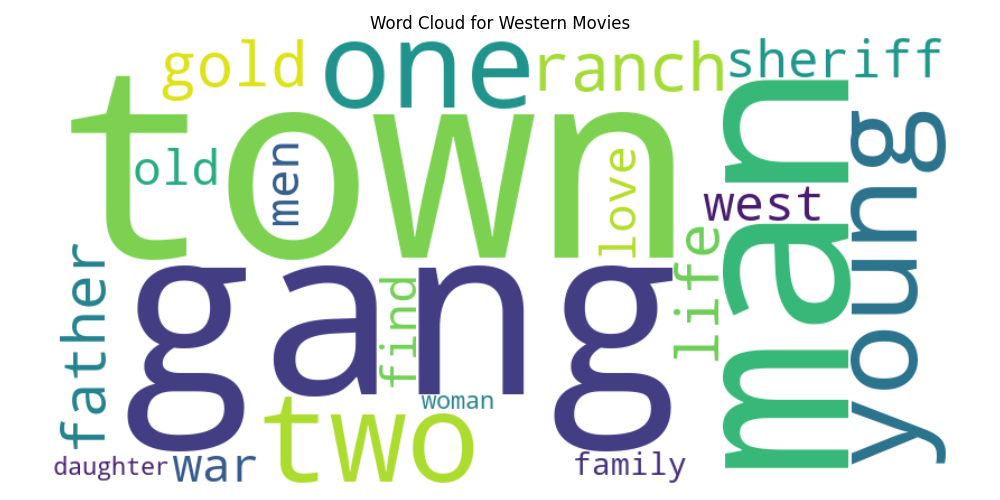 Word Cloud for Western Movies
gold
one
ranch
sheriff
town
old
men
love
man
young
west
father
gang
find
life
two
woman
daughter
war
family